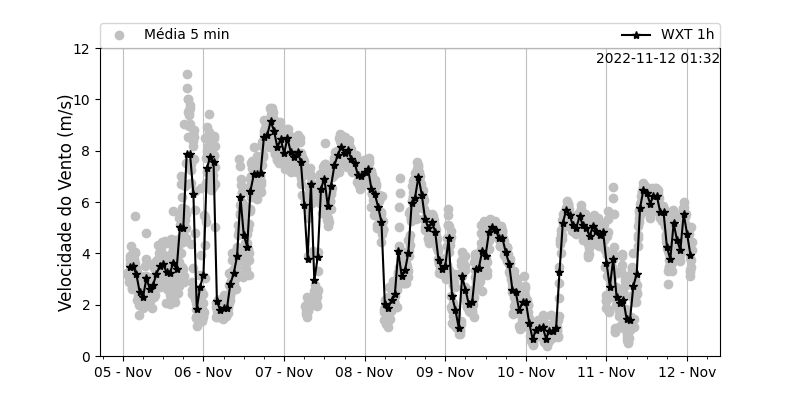 Média 5 min WXT 1h
2022-11-12 01:32
Velocidade do Vento (m/s)
12
10
8
6
4
2
0
05 - Nov 06 - Nov 07 - Nov 08 - Nov 09 - Nov 10 - Nov 11 - Nov 12 - Nov